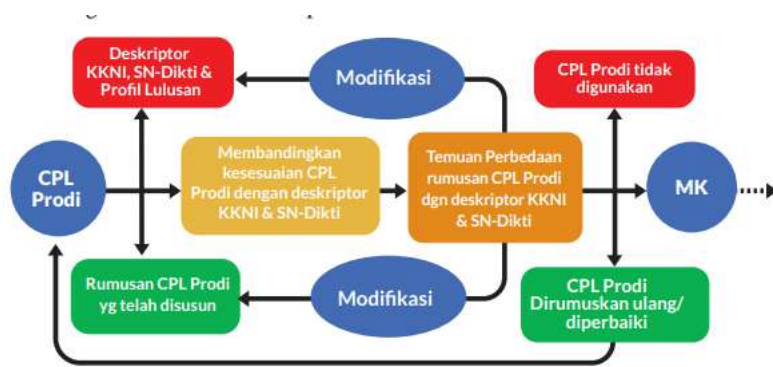 Deskriptor
KKNI, SN-Dikti &
Profil Lulusan
Modifikasi
CPL Prodi tidak
digunakan
CPL
Prodi
Membandingkan
kesesuaian CPL
Prodi dengan deskriptor
KKNI & SN-Dikti
Temuan Perbedaan
rumusan CPL Prodi
dgn deskriptor KKNI
& SN-Dikti
MK
Rumusan CPL Prodi
yg telah disusun
Modifikasi
CPL Prodi
Dirumuskan ulang/
diperbaiki